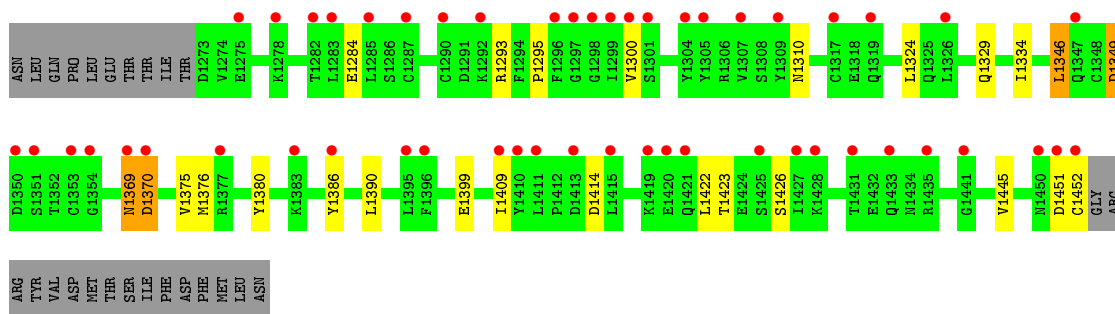 ASN LEU GLN PRO LEU GLU THR THR ILE THR D1273 V1274 E1275 K1278 T1282 L1283 E1284 L1285 S1286 C1287 C1290 D1291 K1292 R1293 F1294 P1295 F1296 G1297 G1298 I1299 V1300 S1301 Y1304 Y1305 R1306 V1307 S1308 Y1309 N1310 C1317 E1318 Q1319 L1324 Q1325 L1326 Q1329 I1334 L1346 Q1347 C1348 D1349
D1350 S1351 T1352 C1353 G1354 N1369 D1370 V1375 M1376 R1377 Y1380 K1383 Y1386 L1390 L1395 F1396 E1399 I1409 Y1410 L1411 P1412 D1413 D1414 L1415 K1419 E1420 Q1421 L1422 T1423 E1424 S1425 S1426 I1427 K1428 T1431 E1432 Q1433 N1434 R1435 G1441 V1445 N1450 D1451 C1452 GLY ARG
ARG TYR VAL ASP MET THR SER ILE PHE ASP PHE MET LEU ASN